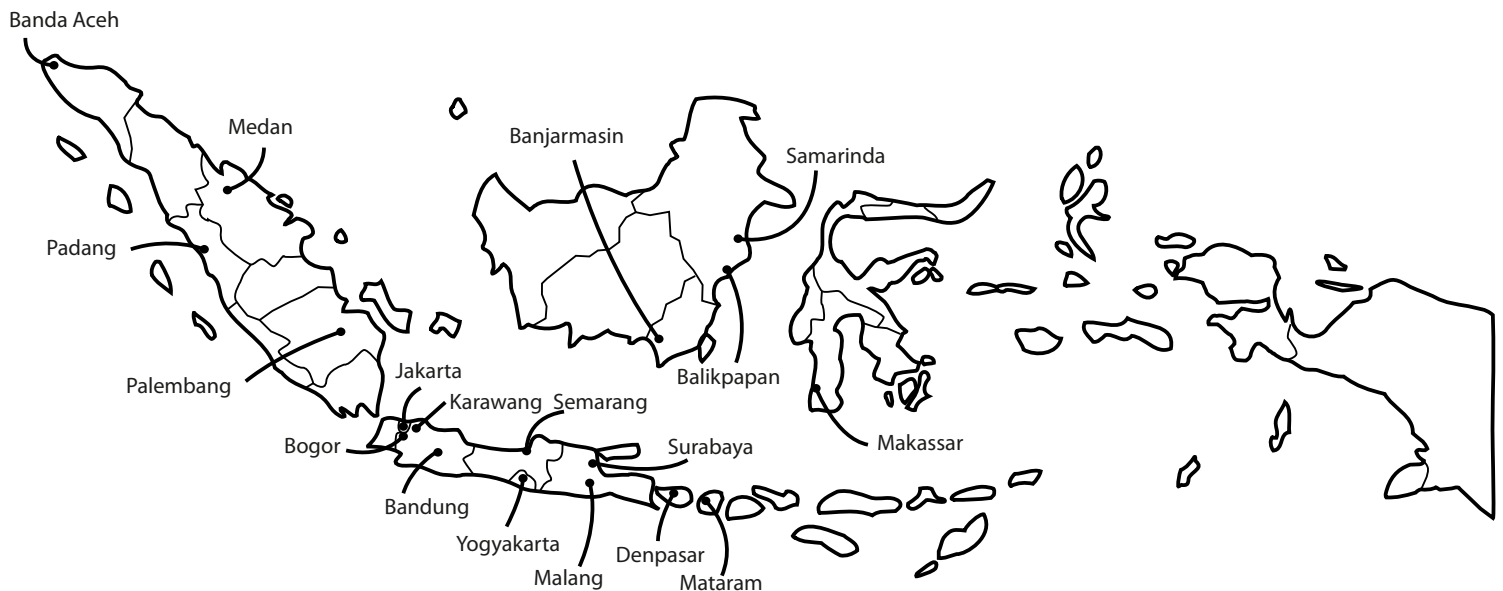 Banda Aceh
Medan
Banjarmasin
Samarinda
Padang
Palembang
Jakarta
Balikpapan
Karawang
Semarang
Bogor
Surabaya
Makassar
Bandung
Yogyakarta
Denpasar
Malang
Mataram